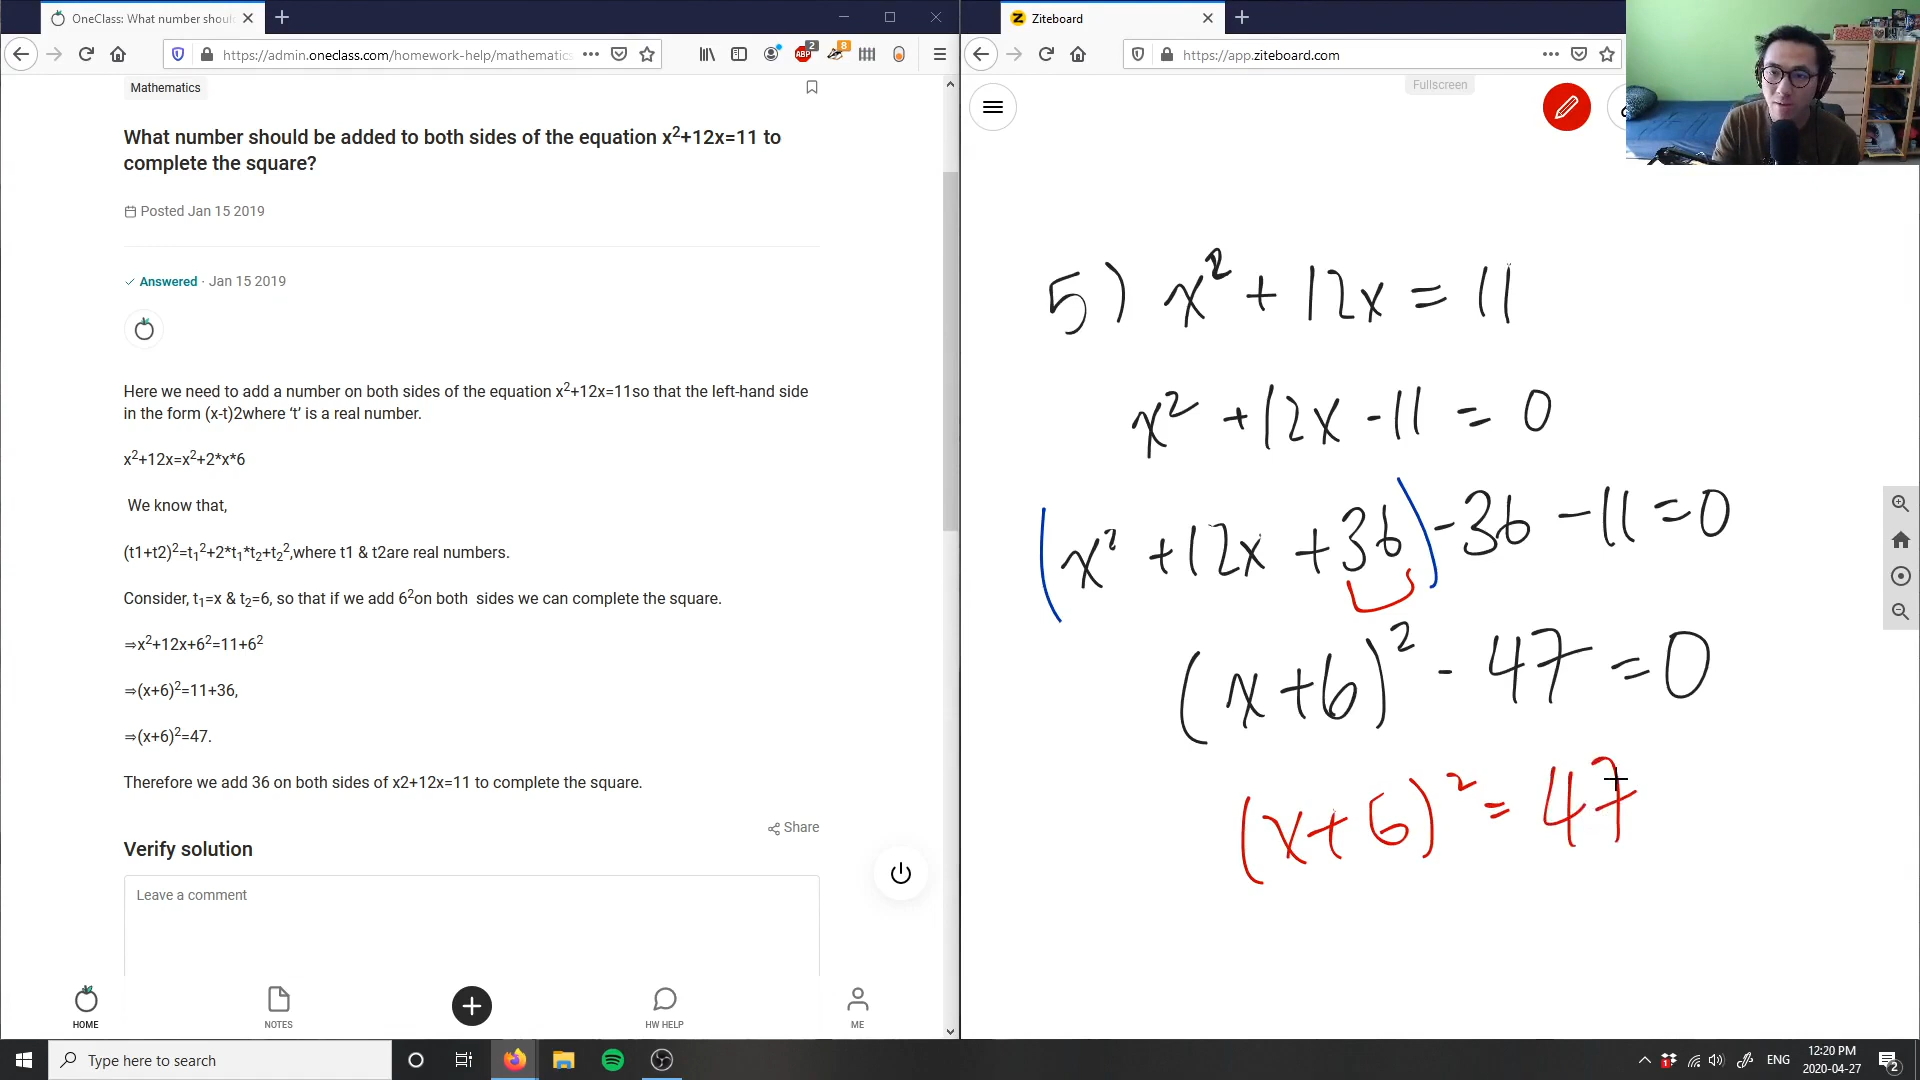 OneClass: What number shoul
https://admin.oneclass.com/homework-help/mathematics
ABP
2
8
Mathematics
What number should be added to both sides of the equation x²+12x=11 to
complete the square?
Posted Jan 15 2019
Answered · Jan 15 2019
Here we need to add a number on both sides of the equation x²+12x=11so that the left-hand side
in the form (x-t)2where ‘t’ is a real number.
x²+12x=x²+2*x*6
We know that,
(t1+t2)²=t₁²+2*t₁*t₂+t₂²,where t1 & t2are real numbers.
Consider, t₁=x & t₂=6, so that if we add 6²on both sides we can complete the square.
⇒x²+12x+6²=11+6²
⇒(x+6)²=11+36,
⇒(x+6)²=47.
Therefore we add 36 on both sides of x2+12x=11 to complete the square.
Share
Verify solution
Leave a comment
HOME
NOTES
HW HELP
ME
Ziteboard
https://app.ziteboard.com
Fullscreen
5) x² + 12x = 11
x² + 12x - 11 = 0
(x² + 12x + 36) - 36 - 11 = 0
(x+6)² - 47 = 0
(x+6)² = 47
Type here to search
ENG
12:20 PM
2020-04-27
2